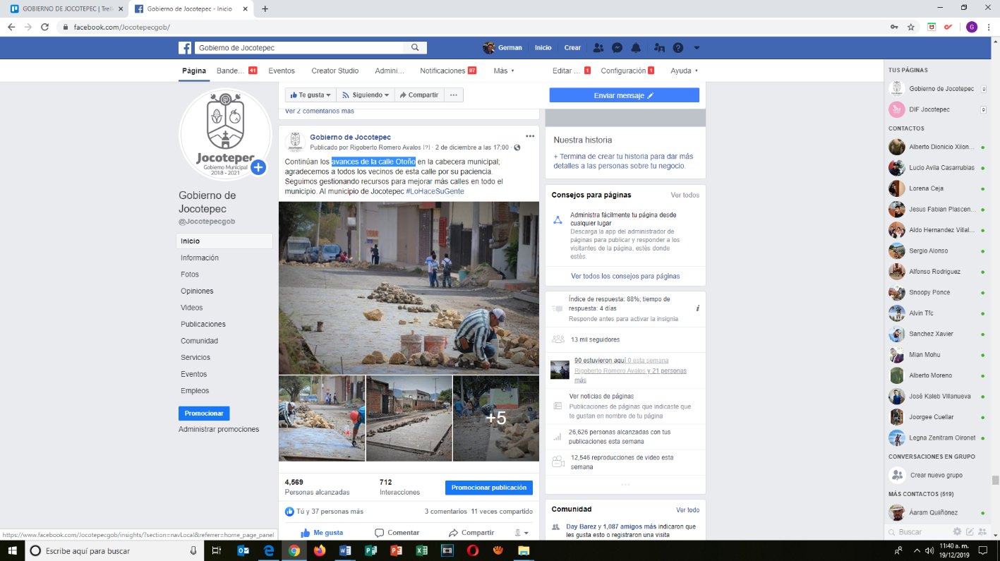 GOBIERNO DE JOCOTEPEC | Trell
Gobierno de Jocotepec - Inicio
facebook.com/Jocotepecgob/
G
Gobierno de Jocotepec
German
Inicio
Crear
Página
Bande... 41
Eventos
Creator Studio
Admini...
Notificaciones 97
Más
Editar ... 1
Configuración 1
Ayuda
Jocotepec
Gobierno Municipal
2018 - 2021
Gobierno de
Jocotepec
@Jocotepecgob
Inicio
Información
Fotos
Opiniones
Videos
Publicaciones
Comunidad
Servicios
Eventos
Empleos
Promocionar
Administrar promociones
Te gusta
Siguiendo
Compartir
Enviar mensaje
Ver 2 comentarios más
Gobierno de Jocotepec
Publicado por Rigoberto Romero Avalos [?] · 2 de diciembre a las 17:00 ·
Continúan los avances de la calle Otoño en la cabecera municipal;
agradecemos a todos los vecinos de esta calle por su paciencia.
Seguimos gestionando recursos para mejorar más calles en todo el
municipio. Al municipio de Jocotepec #LoHaceSuGente
+5
4,569
Personas alcanzadas
712
Interacciones
Promocionar publicación
Tú y 37 personas más
3 comentarios 11 veces compartido
Me gusta
Comentar
Compartir
Nuestra historia
+ Termina de crear tu historia para dar más
detalles a las personas sobre tu negocio.
Consejos para páginas
Ver todos
Administra fácilmente tu página desde
cualquier lugar
Descarga la app del administrador de
páginas para publicar y responder a los
visitantes de la página, estés donde
estés.
Ver todos los consejos para páginas
Índice de respuesta: 88%; tiempo de
respuesta: 4 días
Responde antes para activar la insignia
13 mil seguidores
90 estuvieron aquí 0 esta semana
Rigoberto Romero Avalos y 21 personas
más
Ver noticias de páginas
Publicaciones de páginas que indicaste que
te gustan en nombre de tu página
26,626 personas alcanzadas con tus
publicaciones esta semana
12,546 reproducciones de video esta
semana
Comunidad
Ver todo
Day Barez y 1,087 amigos más indicaron que
les gusta esto o registraron una visita
TUS PÁGINAS
Gobierno de Jocotepec 9
DIF Jocotepec 9
CONTACTOS
Alberto Dionicio Xilon...
Lucio Avila Casarrubias
Lorena Ceja
Jesus Fabian Plascen...
Aldo Hernandez Villal...
Sergio Alonso
Alfonso Rodriguez
Snoopy Ponce
Alvin Tfc
Sanchez Xavier
Mian Mohu
Alberto Moreno
José Kaleb Villanueva
Joorgee Cuellar
Legna Zenitram Oironet
CONVERSACIONES EN GRUPO
Crear nuevo grupo
MÁS CONTACTOS (519)
Áaram Quiiñónez
Buscar
https://www.facebook.com/Jocotepecgob/insights/?section=navLocal&referrer=home_page_panel
Escribe aquí para buscar
11:40 a. m.
19/12/2019